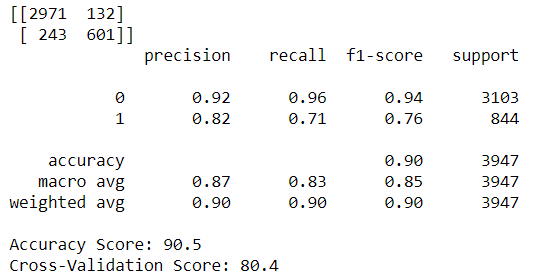 [[2971 132]
[ 243 601]]
precision recall f1-score support
0 0.92 0.96 0.94 3103
1 0.82 0.71 0.76 844
accuracy 0.90 3947
macro avg 0.87 0.83 0.85 3947
weighted avg 0.90 0.90 0.90 3947
Accuracy Score: 90.5
Cross-Validation Score: 80.4